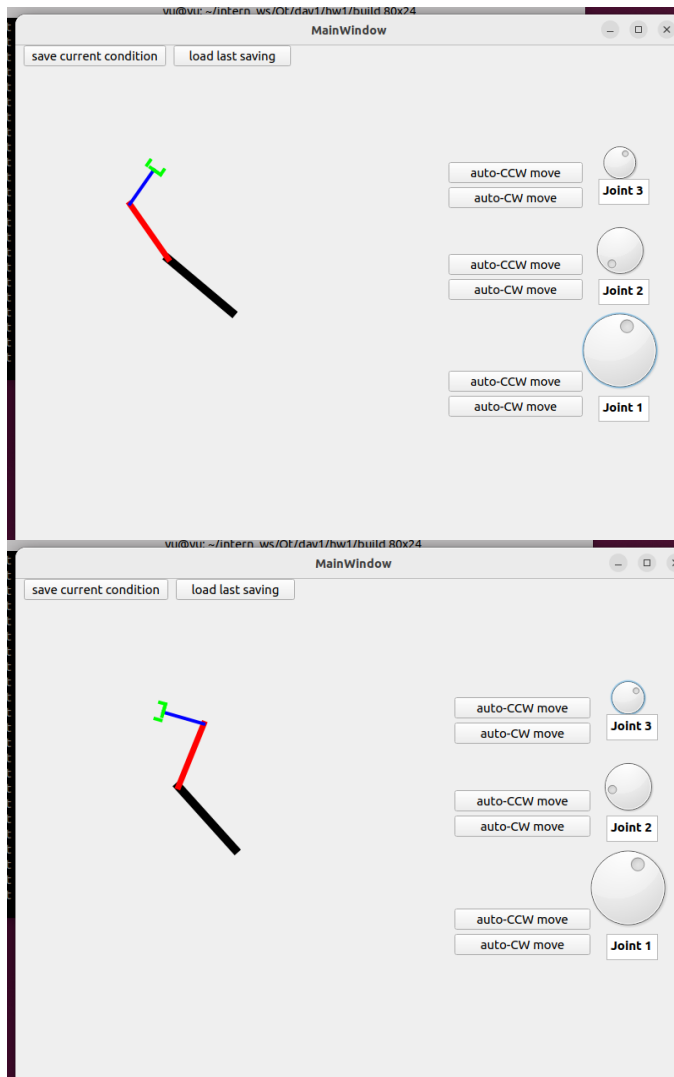 yu@yu: ~/intern_ws/Qt/day1/hw1/build 80x24
MainWindow
save current condition load last saving
auto-CCW move
auto-CW move
Joint 3
auto-CCW move
auto-CW move
Joint 2
auto-CCW move
auto-CW move
Joint 1
yu@yu: ~/intern_ws/Qt/day1/hw1/build 80x24
MainWindow
save current condition load last saving
auto-CCW move
auto-CW move
Joint 3
auto-CCW move
auto-CW move
Joint 2
auto-CCW move
auto-CW move
Joint 1